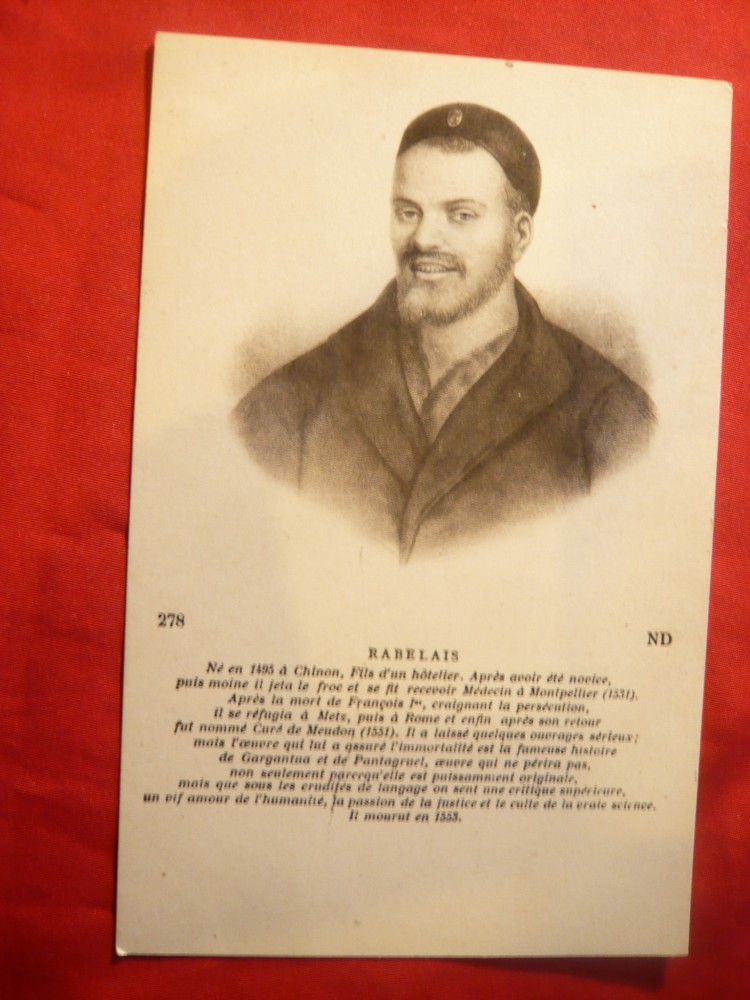 278
ND
RABELAIS
Né en 1495 à Chinon, Fils d'un hôtelier. Après avoir été novice,
puis moine il jeta le froc et se fit recevoir Médecin à Montpellier (1531).
Après la mort de François Ier, craignant la persécution,
il se réfugia à Metz, puis à Rome et enfin après son retour
fut nommé Curé de Meudon (1551). Il a laissé quelques ouvrages sérieux;
mais l'œuvre qui lui a assuré l'immortalité est la fameuse histoire
de Gargantua et de Pantagruel, œuvre qui ne périra pas,
non seulement parcequ'elle est puissamment originale,
mais que sous les crudités de langage on sent une critique supérieure,
un vif amour de l'humanité, la passion de la justice et le culte de la vraie science.
Il mourut en 1553.